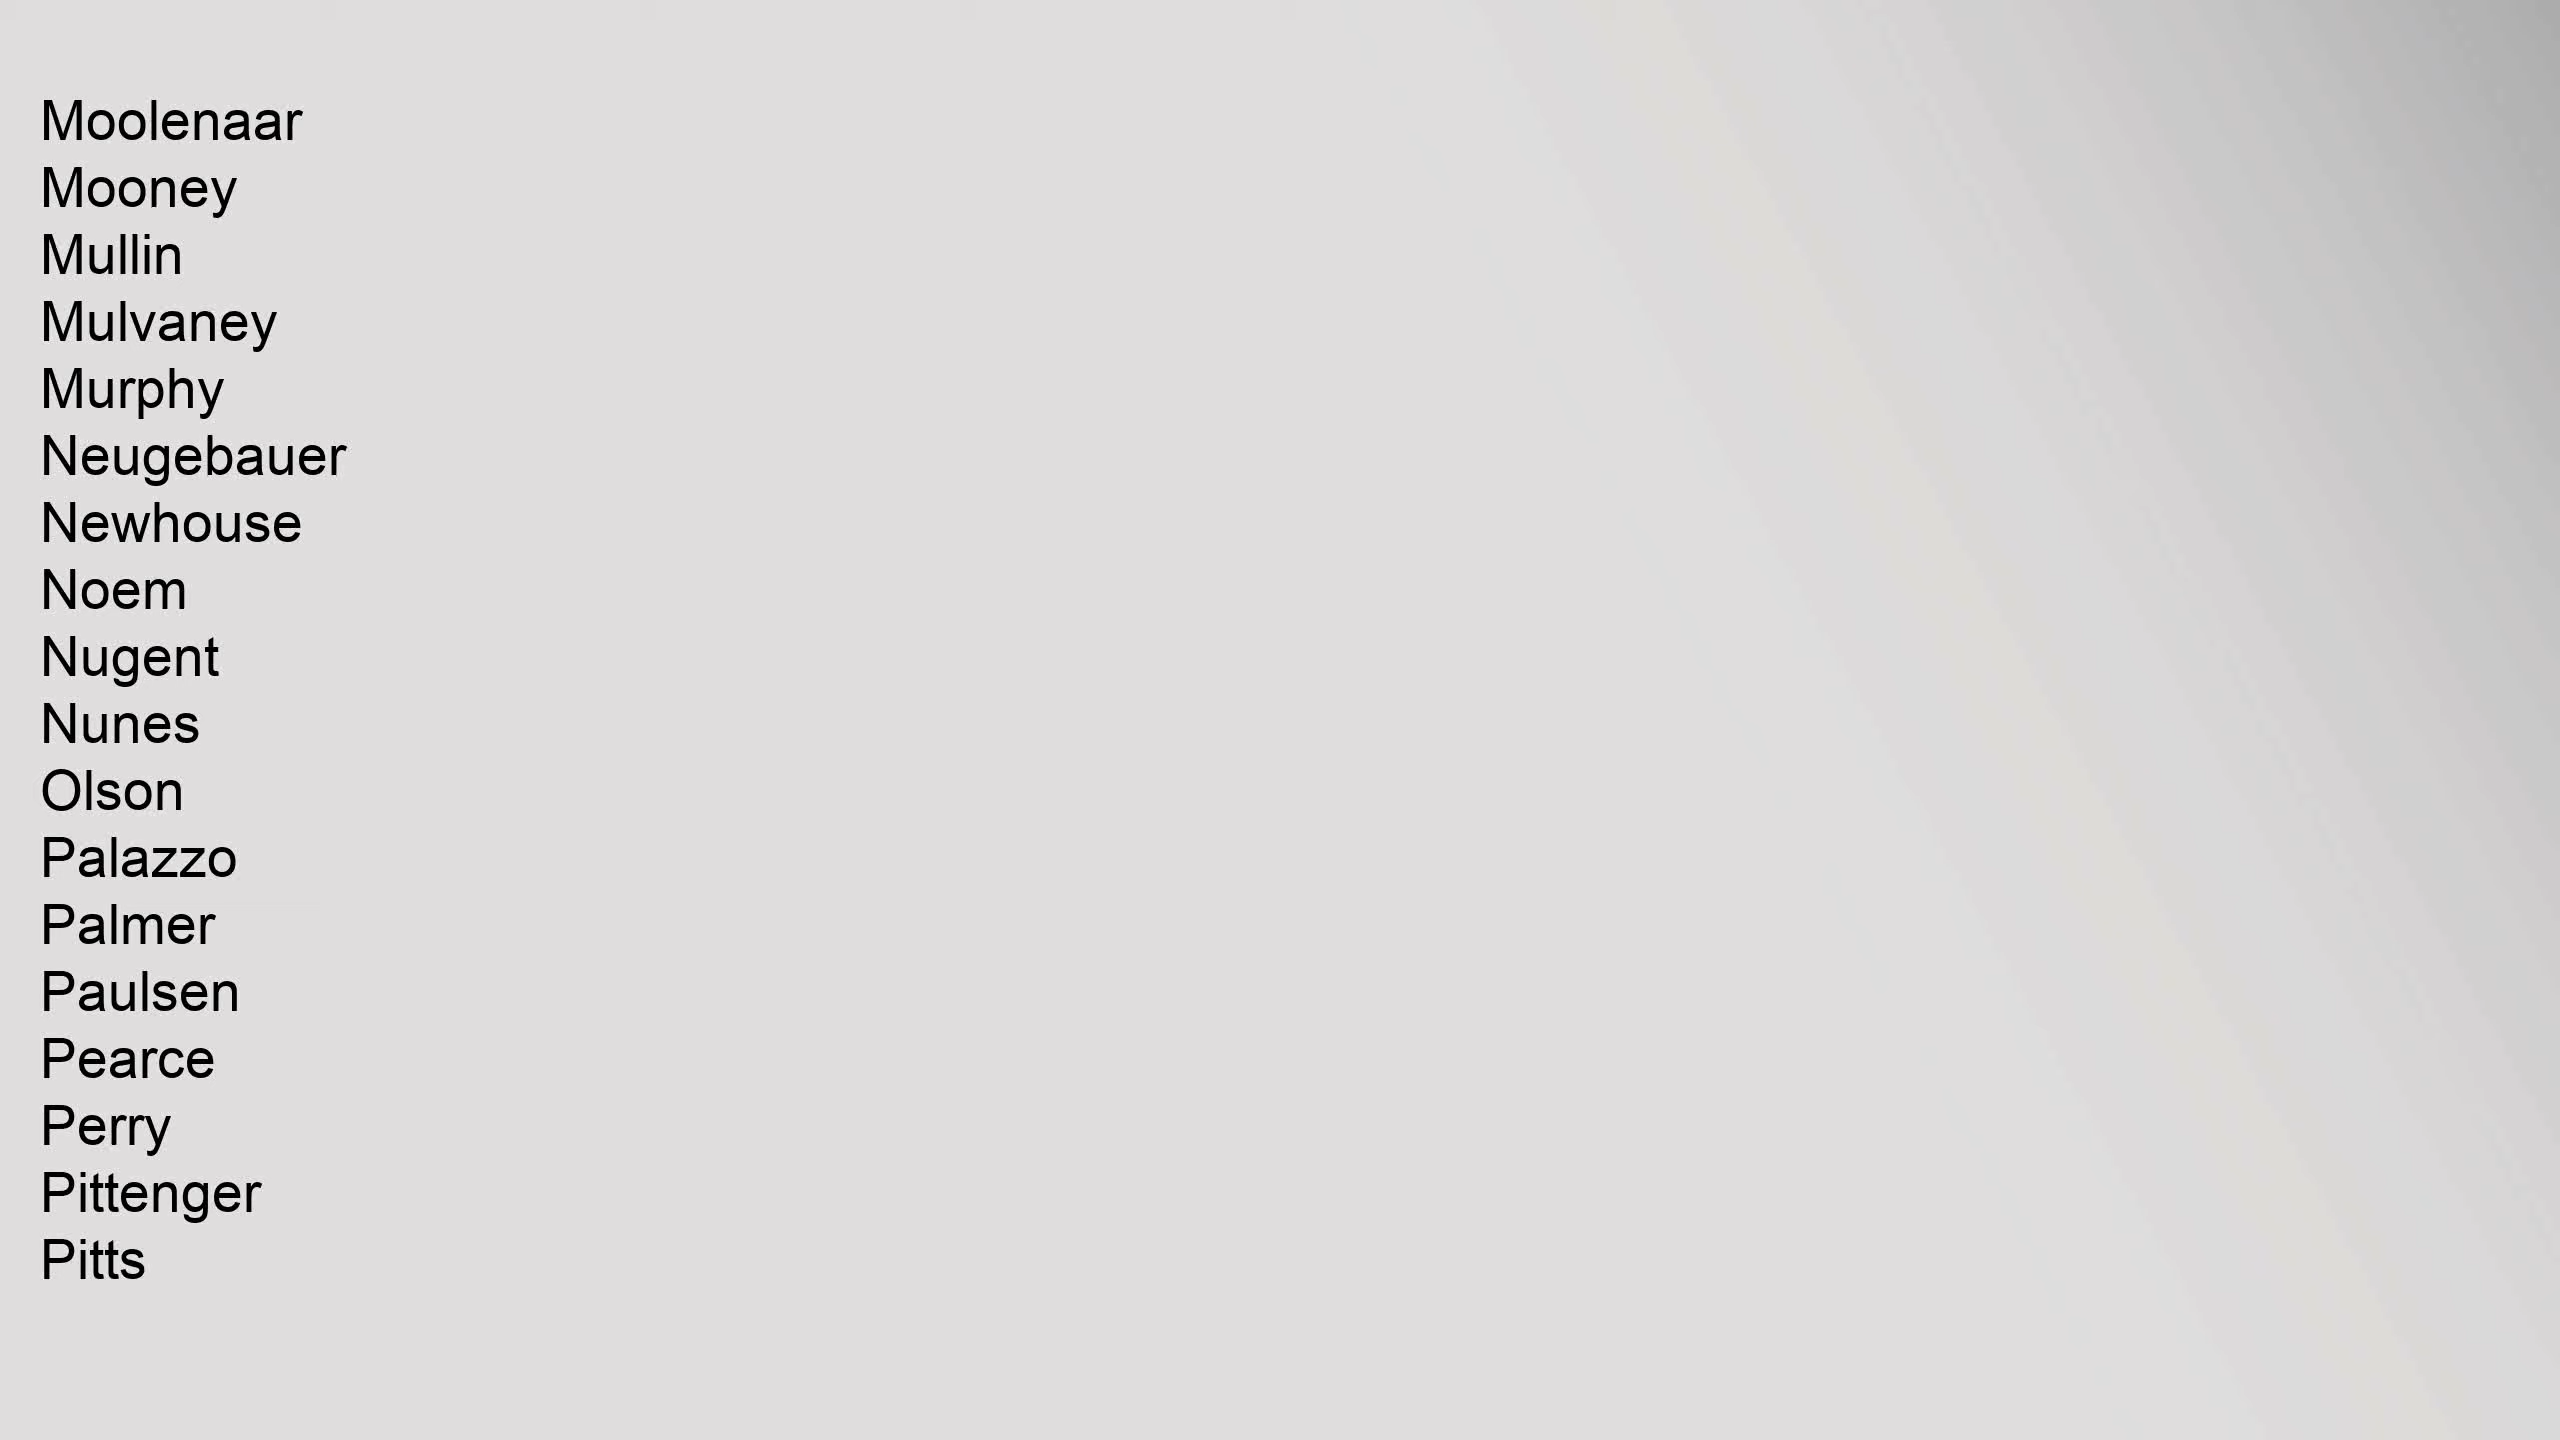 Moolenaar
Mooney
Mullin
Mulvaney
Murphy
Neugebauer
Newhouse
Noem
Nugent
Nunes
Olson
Palazzo
Palmer
Paulsen
Pearce
Perry
Pittenger
Pitts